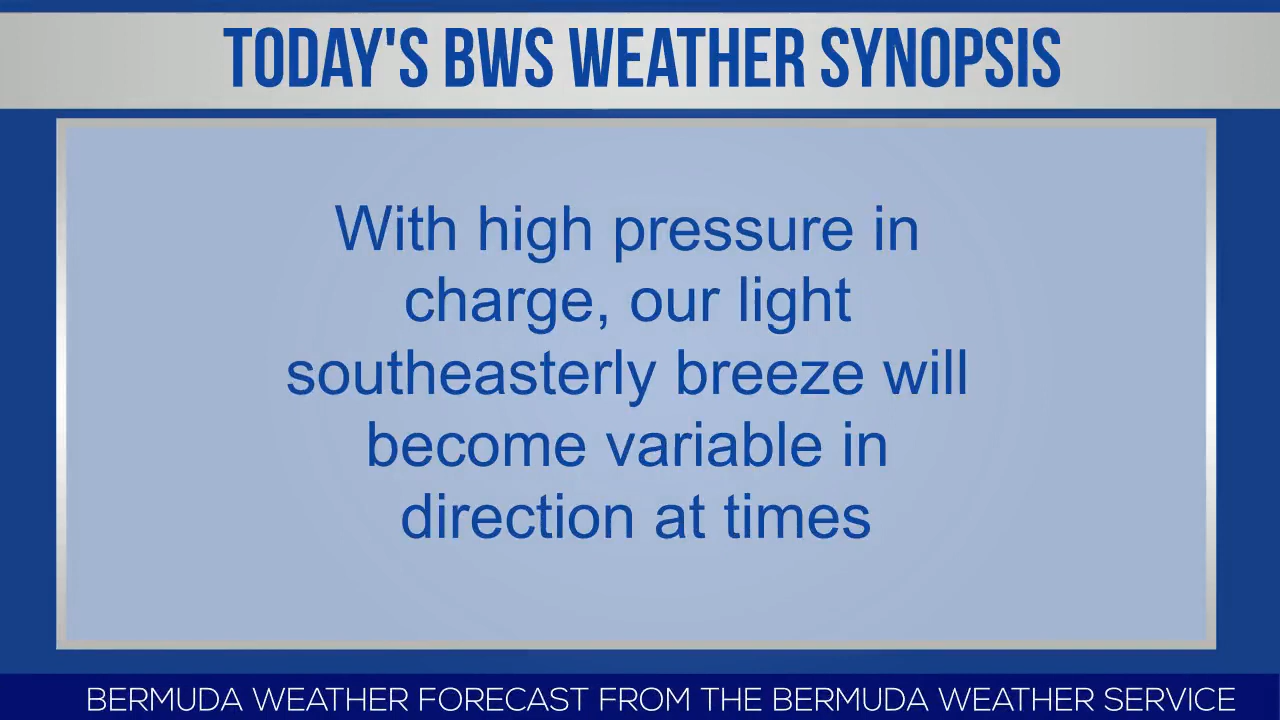 TODAY'S BWS WEATHER SYNOPSIS
With high pressure in
charge, our light
southeasterly breeze will
become variable in
direction at times
BERMUDA WEATHER FORECAST FROM THE BERMUDA WEATHER SERVICE